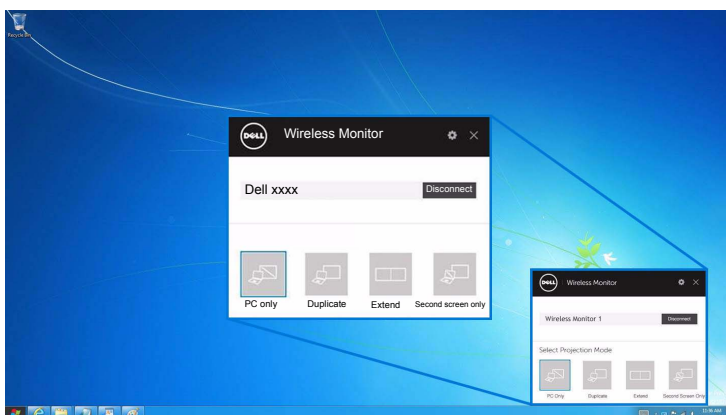 Recycle Bin
DELL Wireless Monitor
Dell xxxx Disconnect
PC only Duplicate Extend Second screen only
DELL Wireless Monitor
Wireless Monitor 1 Disconnect
Select Projection Mode
PC Only Duplicate Extend Second Screen Only